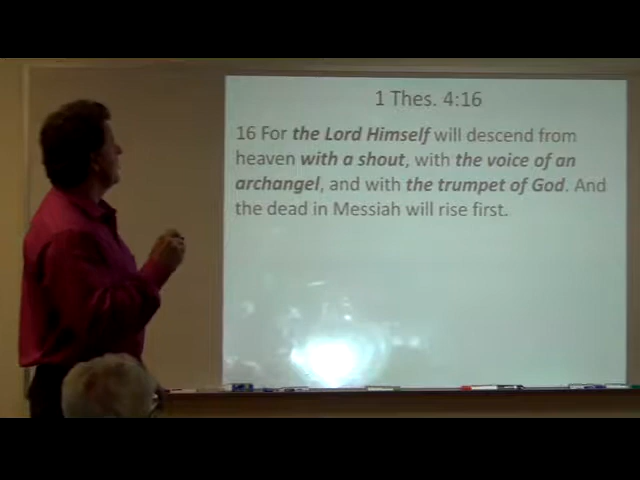 1 Thes. 4:16
16 For the Lord Himself will descend from
heaven with a shout, with the voice of an
archangel, and with the trumpet of God. And
the dead in Messiah will rise first.